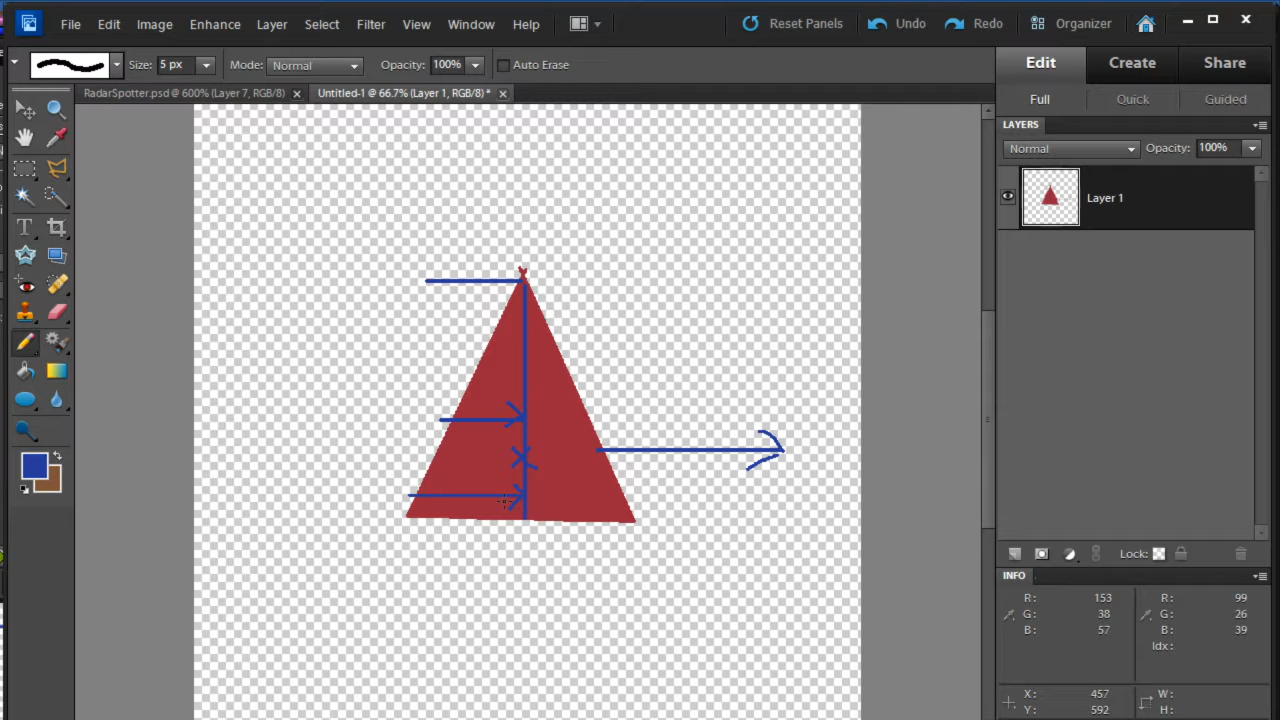 File Edit Image Enhance Layer Select Filter View Window Help Reset Panels Undo Redo Organizer
Size: 5 px Mode: Normal Opacity: 100% Auto Erase
Edit Create Share
RadarSpotter.psd @ 600% (Layer 7, RGB/8) Untitled-1 @ 66.7% (Layer 1, RGB/8) *
Full Quick Guided
LAYERS
Normal Opacity: 100%
Layer 1
Lock:
INFO
R: 153 R: 99
G: 38 G: 26
B: 57 B: 39
Idx:
X: 457 W:
Y: 592 H: